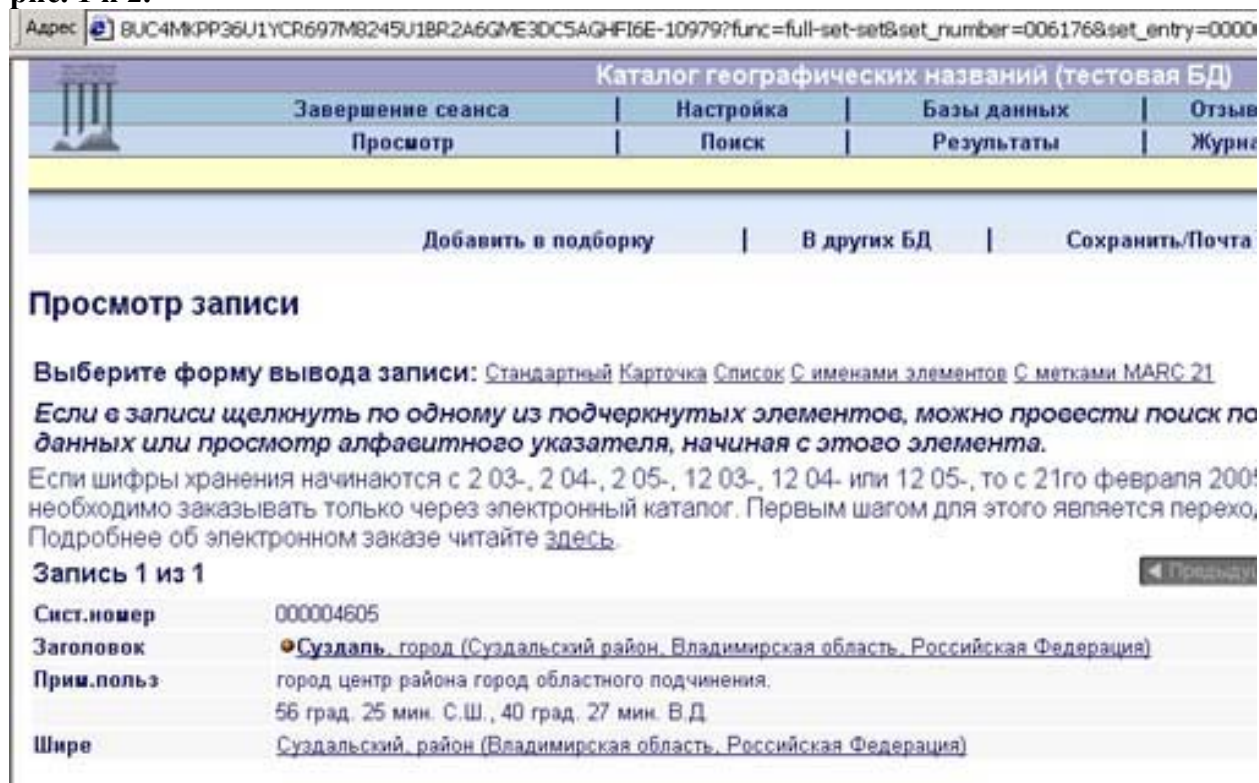 рис. 1 и 2.
Адрес 8UC4MKPP36U1YCR697M8245U18R2A6GME3DC5AGHFI6E-10979?func=full-set-set&set_number=006176&set_entry=0000
Каталог географических названий (тестовая БД)
Завершение сеанса | Настройка | Базы данных | Отзыв
Просмотр | Поиск | Результаты | Журна
Добавить в подборку | В других БД | Сохранить/Почта
Просмотр записи
Выберите форму вывода записи: Стандартный Карточка Список С именами элементов С метками MARC 21
Если в записи щелкнуть по одному из подчеркнутых элементов, можно провести поиск по
данных или просмотр алфавитного указателя, начиная с этого элемента.
Если шифры хранения начинаются с 2 03-, 2 04-, 2 05-, 12 03-, 12 04- или 12 05-, то с 21го февраля 2005
необходимо заказывать только через электронный каталог. Первым шагом для этого является перехо
Подробнее об электронном заказе читайте здесь.
Запись 1 из 1
Предыду
Сист.номер 000004605
Заголовок Суздаль, город (Суздальский район, Владимирская область, Российская Федерация)
Прим.польз город центр района город областного подчинения.
56 град. 25 мин. С.Ш., 40 град. 27 мин. В.Д.
Шире Суздальский, район (Владимирская область, Российская Федерация)